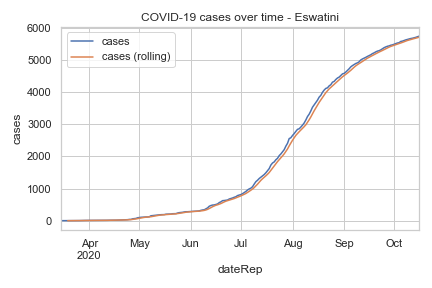 COVID-19 cases over time - Eswatini
cases
cases (rolling)
6000
5000
4000
3000
2000
1000
0
cases
Apr May Jun Jul Aug Sep Oct
2020
dateRep